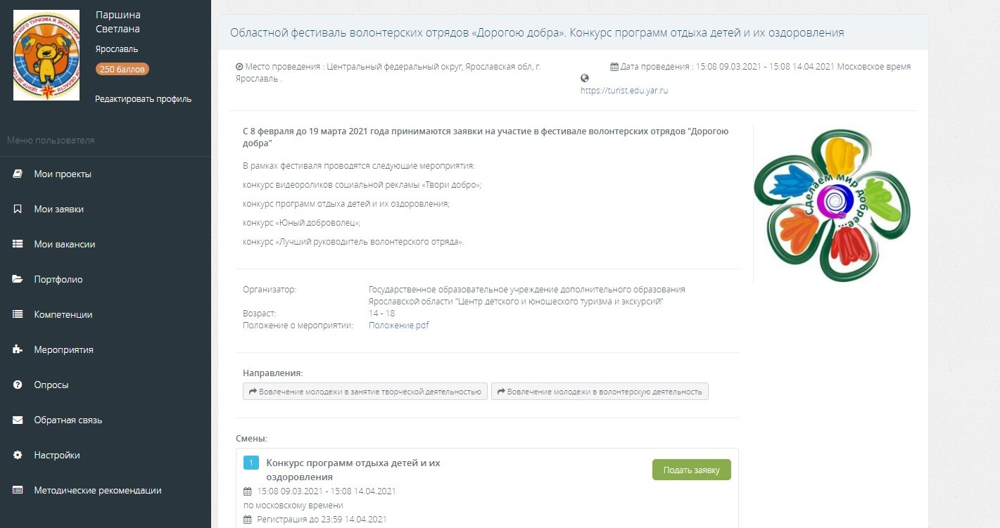 Паршина
Светлана
Ярославль
250 баллов
Редактировать профиль
Меню пользователя
Мои проекты
Мои заявки
Мои вакансии
Портфолио
Компетенции
Мероприятия
Опросы
Обратная связь
Настройки
Методические рекомендации
Областной фестиваль волонтерских отрядов «Дорогою добра». Конкурс программ отдыха детей и их оздоровления
Место проведения : Центральный федеральный округ, Ярославская обл, г.
Ярославль .
Дата проведения : 15:08 09.03.2021 - 15:08 14.04.2021 Московское время
https://turist.edu.yar.ru
С 8 февраля до 19 марта 2021 года принимаются заявки на участие в фестивале волонтерских отрядов "Дорогою
добра"
В рамках фестиваля проводятся следующие мероприятия:
конкурс видеороликов социальной рекламы «Твори добро»;
конкурс программ отдыха детей и их оздоровления;
конкурс «Юный доброволец»;
конкурс «Лучший руководитель волонтерского отряда».
Сделаем мир добрее...
Организатор:
Государственное образовательное учреждение дополнительного образования
Ярославской области "Центр детского и юношеского туризма и экскурсий"
Возраст:
14 - 18
Положение о мероприятии:
Положение.pdf
Направления:
Вовлечение молодежи в занятие творческой деятельностью
Вовлечение молодежи в волонтерскую деятельность
Смены:
1
Конкурс программ отдыха детей и их
оздоровления
Подать заявку
15:08 09.03.2021 - 15:08 14.04.2021
по московскому времени
Регистрация до 23:59 14.04.2021